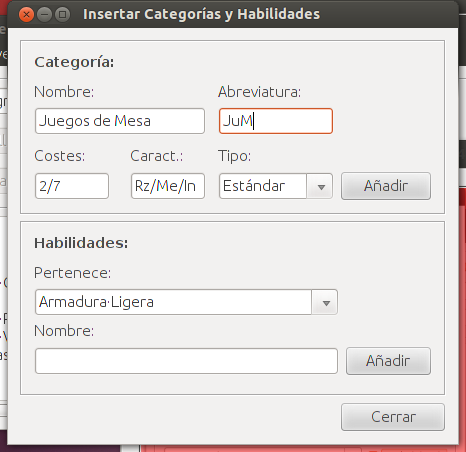 Insertar Categorías y Habilidades
Categoría:
Nombre: Abreviatura:
Juegos de Mesa JuM
Costes: Caract.: Tipo:
2/7 Rz/Me/In Estándar Añadir
Habilidades:
Pertenece:
Armadura·Ligera
Nombre:
Añadir
Cerrar